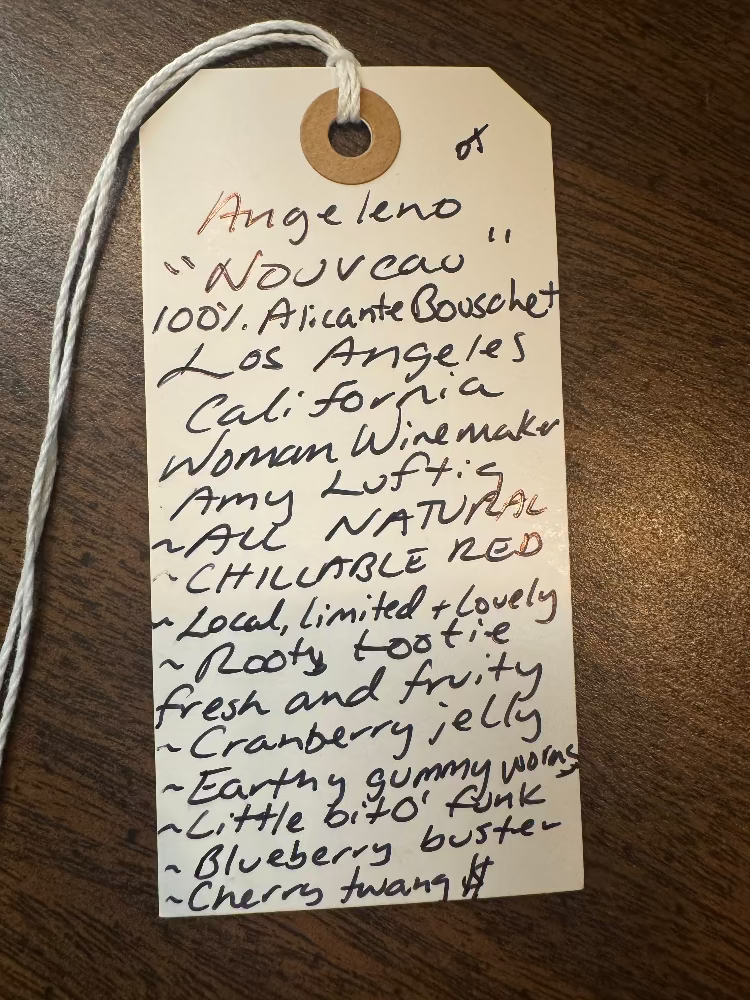 Angeleno
"Nouveau"
100% Alicante Bouschet
Los Angeles
California
Woman Winemaker
Amy Luftig
~ALL NATURAL
~CHILLABLE RED
~Local, limited + lovely
~Rooty tootie
fresh and fruity
~Cranberry jelly
~Earthy gummy worms
~Little bit O' funk
~Blueberry buster
~Cherry twang